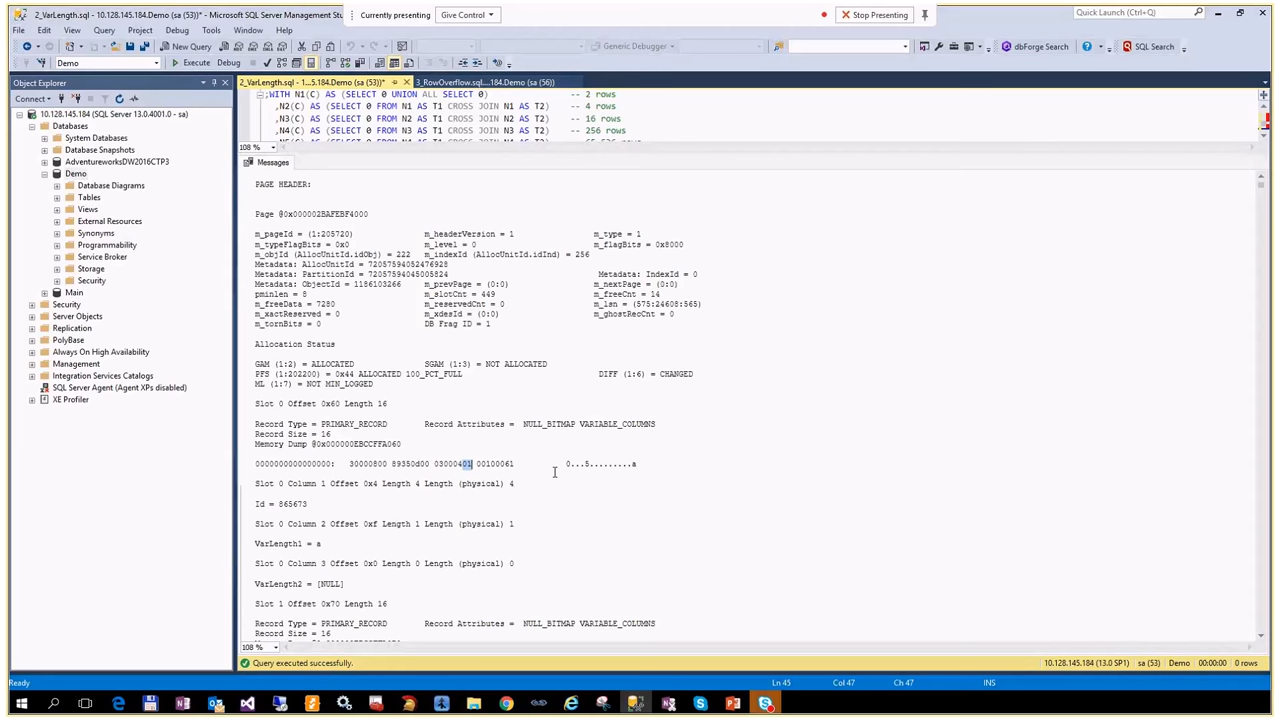 2_VarLength.sql - 10.128.145.184.Demo (sa (53))* - Microsoft SQL Server Management Stu
Currently presenting
Give Control
Stop Presenting
Quick Launch (Ctrl+Q)
File Edit View Query Project Debug Tools Window Help
New Query
Generic Debugger
dbForge Search
SQL Search
Demo
Execute Debug
Object Explorer
2_VarLength.sql - 1...5.184.Demo (sa (53))*
3_RowOverflow.sql....184.Demo (sa (56))
Connect
10.128.145.184 (SQL Server 13.0.4001.0 - sa)
Databases
System Databases
Database Snapshots
AdventureworksDW2016CTP3
Demo
Database Diagrams
Tables
Views
External Resources
Synonyms
Programmability
Service Broker
Storage
Security
Main
Security
Server Objects
Replication
PolyBase
Always On High Availability
Management
Integration Services Catalogs
SQL Server Agent (Agent XPs disabled)
XE Profiler
;WITH N1(C) AS (SELECT 0 UNION ALL SELECT 0) -- 2 rows
,N2(C) AS (SELECT 0 FROM N1 AS T1 CROSS JOIN N1 AS T2) -- 4 rows
,N3(C) AS (SELECT 0 FROM N2 AS T1 CROSS JOIN N2 AS T2) -- 16 rows
,N4(C) AS (SELECT 0 FROM N3 AS T1 CROSS JOIN N3 AS T2) -- 256 rows
108 %
Messages
PAGE HEADER:
Page @0x000002BAFEBF4000
m_pageId = (1:205720) m_headerVersion = 1 m_type = 1
m_typeFlagBits = 0x0 m_level = 0 m_flagBits = 0x8000
m_objId (AllocUnitId.idObj) = 222 m_indexId (AllocUnitId.idInd) = 256
Metadata: AllocUnitId = 72057594052476928
Metadata: PartitionId = 72057594045005824 Metadata: IndexId = 0
Metadata: ObjectId = 1186103266 m_prevPage = (0:0) m_nextPage = (0:0)
pminlen = 8 m_slotCnt = 449 m_freeCnt = 14
m_freeData = 7280 m_reservedCnt = 0 m_lsn = (575:24608:565)
m_xactReserved = 0 m_xdesId = (0:0) m_ghostRecCnt = 0
m_tornBits = 0 DB Frag ID = 1
Allocation Status
GAM (1:2) = ALLOCATED SGAM (1:3) = NOT ALLOCATED
PFS (1:202200) = 0x44 ALLOCATED 100_PCT_FULL DIFF (1:6) = CHANGED
ML (1:7) = NOT MIN_LOGGED
Slot 0 Offset 0x60 Length 16
Record Type = PRIMARY_RECORD Record Attributes = NULL_BITMAP VARIABLE_COLUMNS
Record Size = 16
Memory Dump @0x000000EBCCFFA060
0000000000000000: 30000800 89350d00 03000401 00100061 0...5.........a
Slot 0 Column 1 Offset 0x4 Length 4 Length (physical) 4
Id = 865673
Slot 0 Column 2 Offset 0xf Length 1 Length (physical) 1
VarLength1 = a
Slot 0 Column 3 Offset 0x0 Length 0 Length (physical) 0
VarLength2 = [NULL]
Slot 1 Offset 0x70 Length 16
Record Type = PRIMARY_RECORD Record Attributes = NULL_BITMAP VARIABLE_COLUMNS
Record Size = 16
108 %
Query executed successfully.
10.128.145.184 (13.0 SP1) sa (53) Demo 00:00:00 0 rows
Ready Ln 45 Col 47 Ch 47 INS